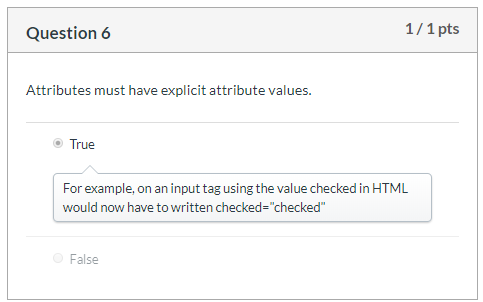 Question 6
1 / 1 pts
Attributes must have explicit attribute values.
True
For example, on an input tag using the value checked in HTML
would now have to written checked="checked"
False